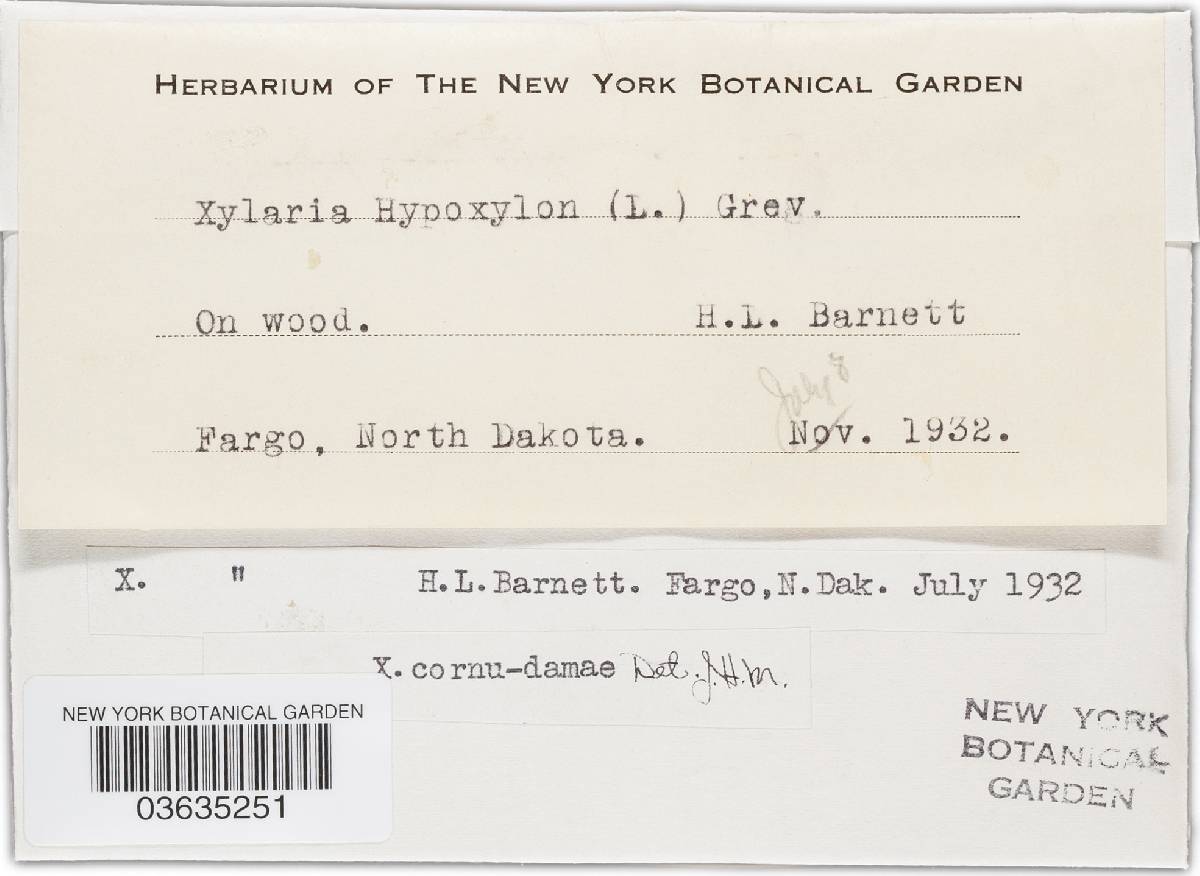 HERBARIUM OF THE NEW YORK BOTANICAL GARDEN
Xylaria Hypoxylon (L.) Grev.
On wood. H.L. Barnett
July 8
Fargo, North Dakota. Nov. 1932.
X. " H.L.Barnett. Fargo,N.Dak. July 1932
X.cornu-damae Det. J.H.M.
NEW YORK BOTANICAL GARDEN
03635251
NEW YORK
BOTANICAL
GARDEN